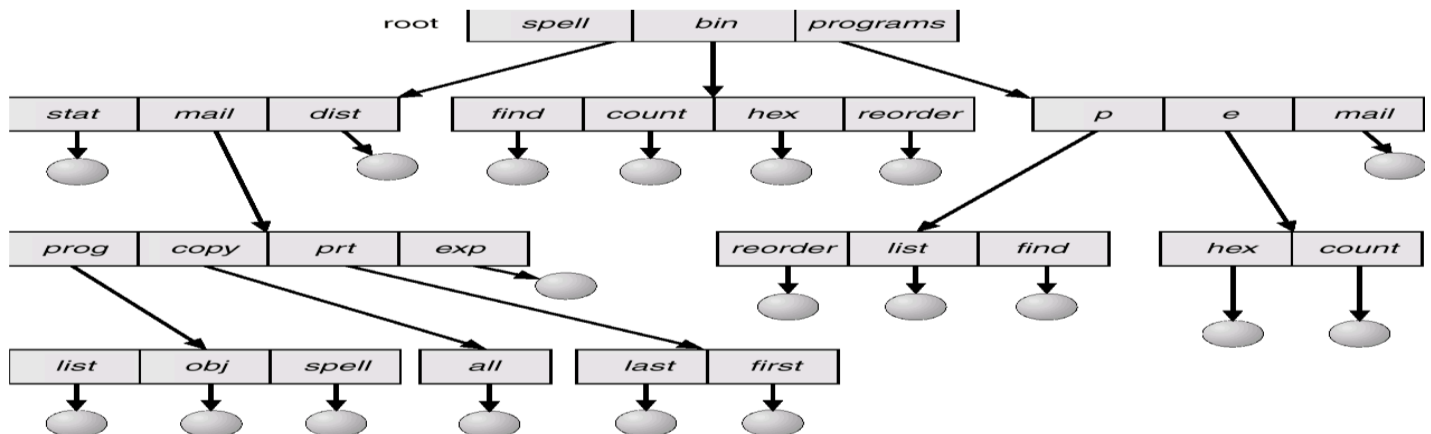 root spell bin programs
stat mail dist find count hex reorder p e mail
prog copy prt exp reorder list find hex count
list obj spell all last first